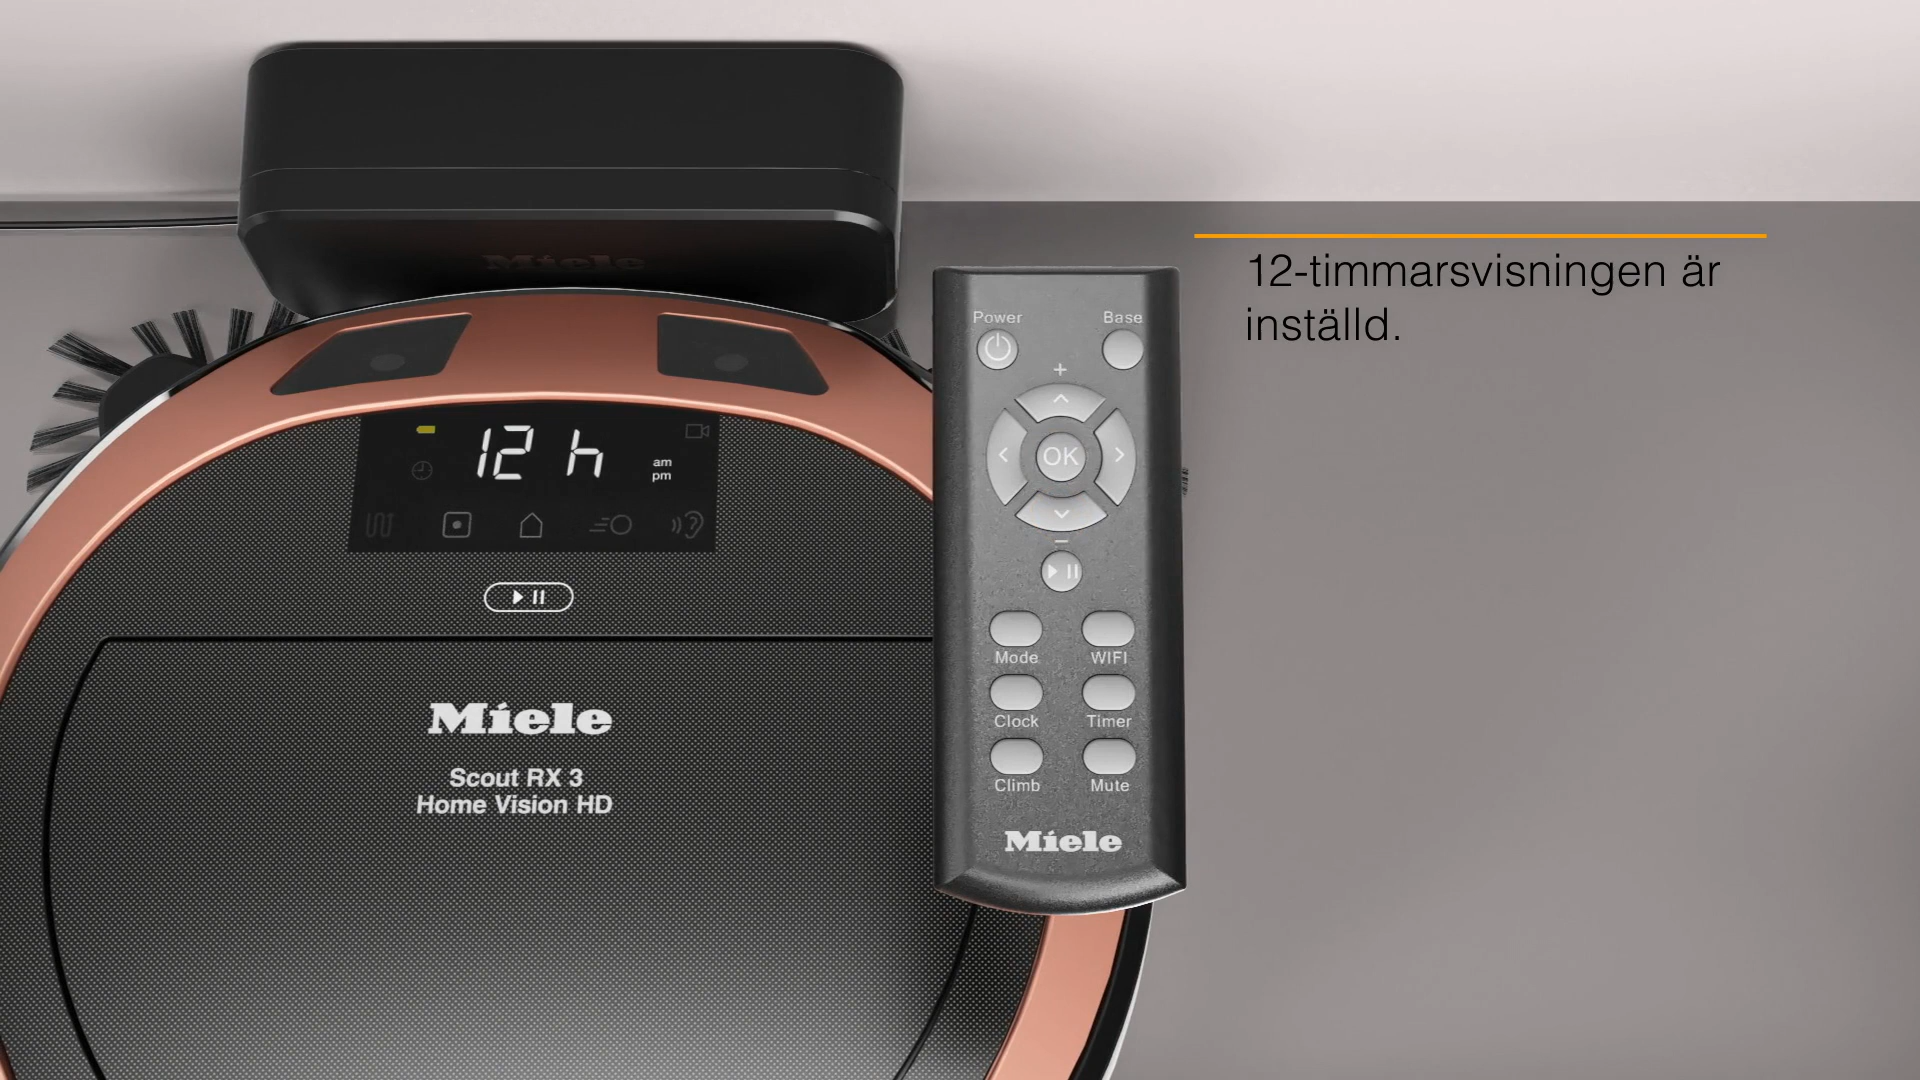 Miele
12-timmarsvisningen är
inställd.
Power
Base
+
12 h
am
pm
OK
−
Mode
WIFI
Clock
Timer
Climb
Mute
Miele
Miele
Scout RX 3
Home Vision HD